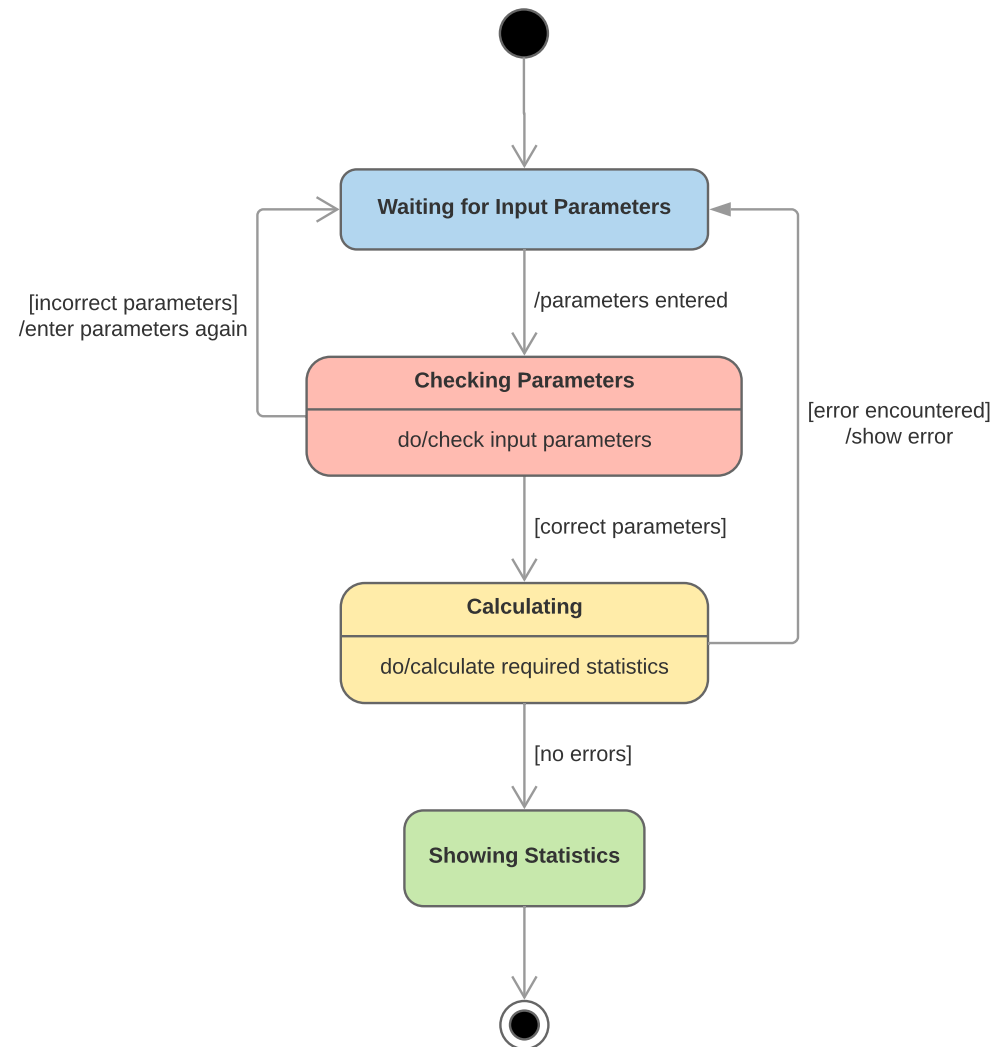 Waiting for Input Parameters
[incorrect parameters]
/enter parameters again
/parameters entered
Checking Parameters
do/check input parameters
[error encountered]
/show error
[correct parameters]
Calculating
do/calculate required statistics
[no errors]
Showing Statistics